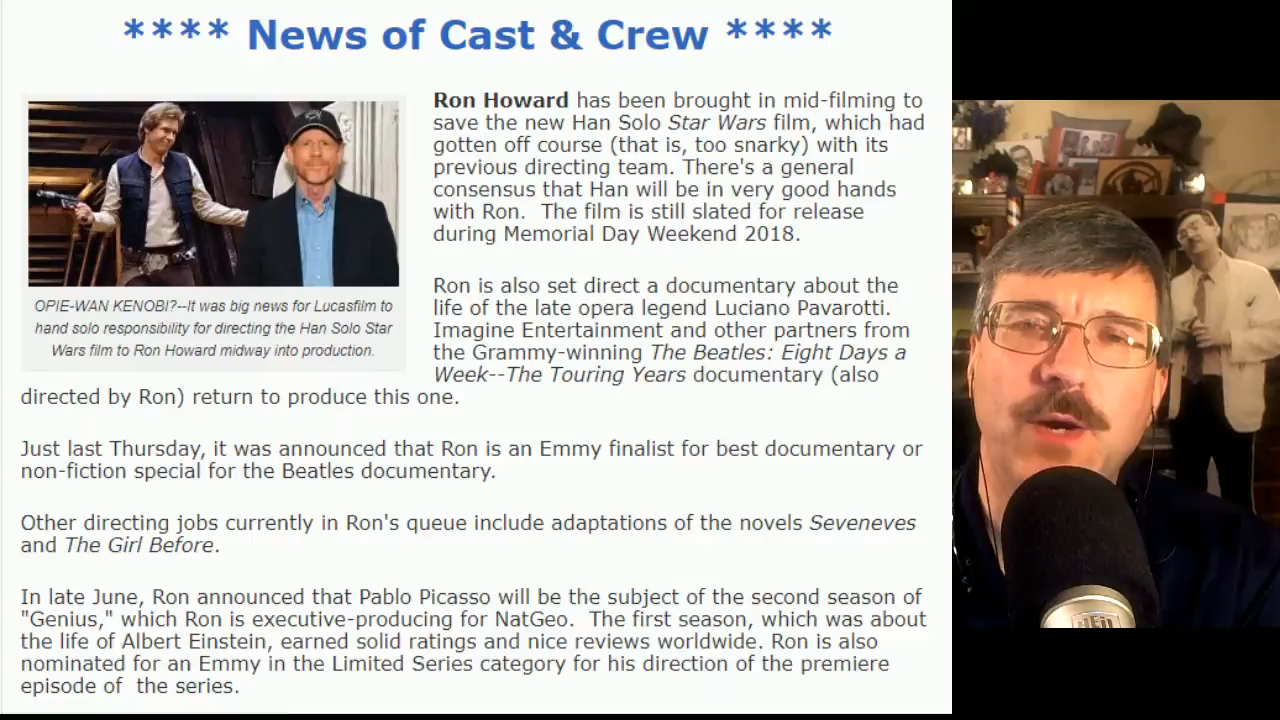 **** News of Cast & Crew ****
Ron Howard has been brought in mid-filming to
save the new Han Solo Star Wars film, which had
gotten off course (that is, too snarky) with its
previous directing team. There's a general
consensus that Han will be in very good hands
with Ron. The film is still slated for release
during Memorial Day Weekend 2018.
OPIE-WAN KENOBI?--It was big news for Lucasfilm to
hand solo responsibility for directing the Han Solo Star
Wars film to Ron Howard midway into production.
Ron is also set direct a documentary about the
life of the late opera legend Luciano Pavarotti.
Imagine Entertainment and other partners from
the Grammy-winning The Beatles: Eight Days a
Week--The Touring Years documentary (also
directed by Ron) return to produce this one.
Just last Thursday, it was announced that Ron is an Emmy finalist for best documentary or
non-fiction special for the Beatles documentary.
Other directing jobs currently in Ron's queue include adaptations of the novels Seveneves
and The Girl Before.
In late June, Ron announced that Pablo Picasso will be the subject of the second season of
"Genius," which Ron is executive-producing for NatGeo. The first season, which was about
the life of Albert Einstein, earned solid ratings and nice reviews worldwide. Ron is also
nominated for an Emmy in the Limited Series category for his direction of the premiere
episode of the series.